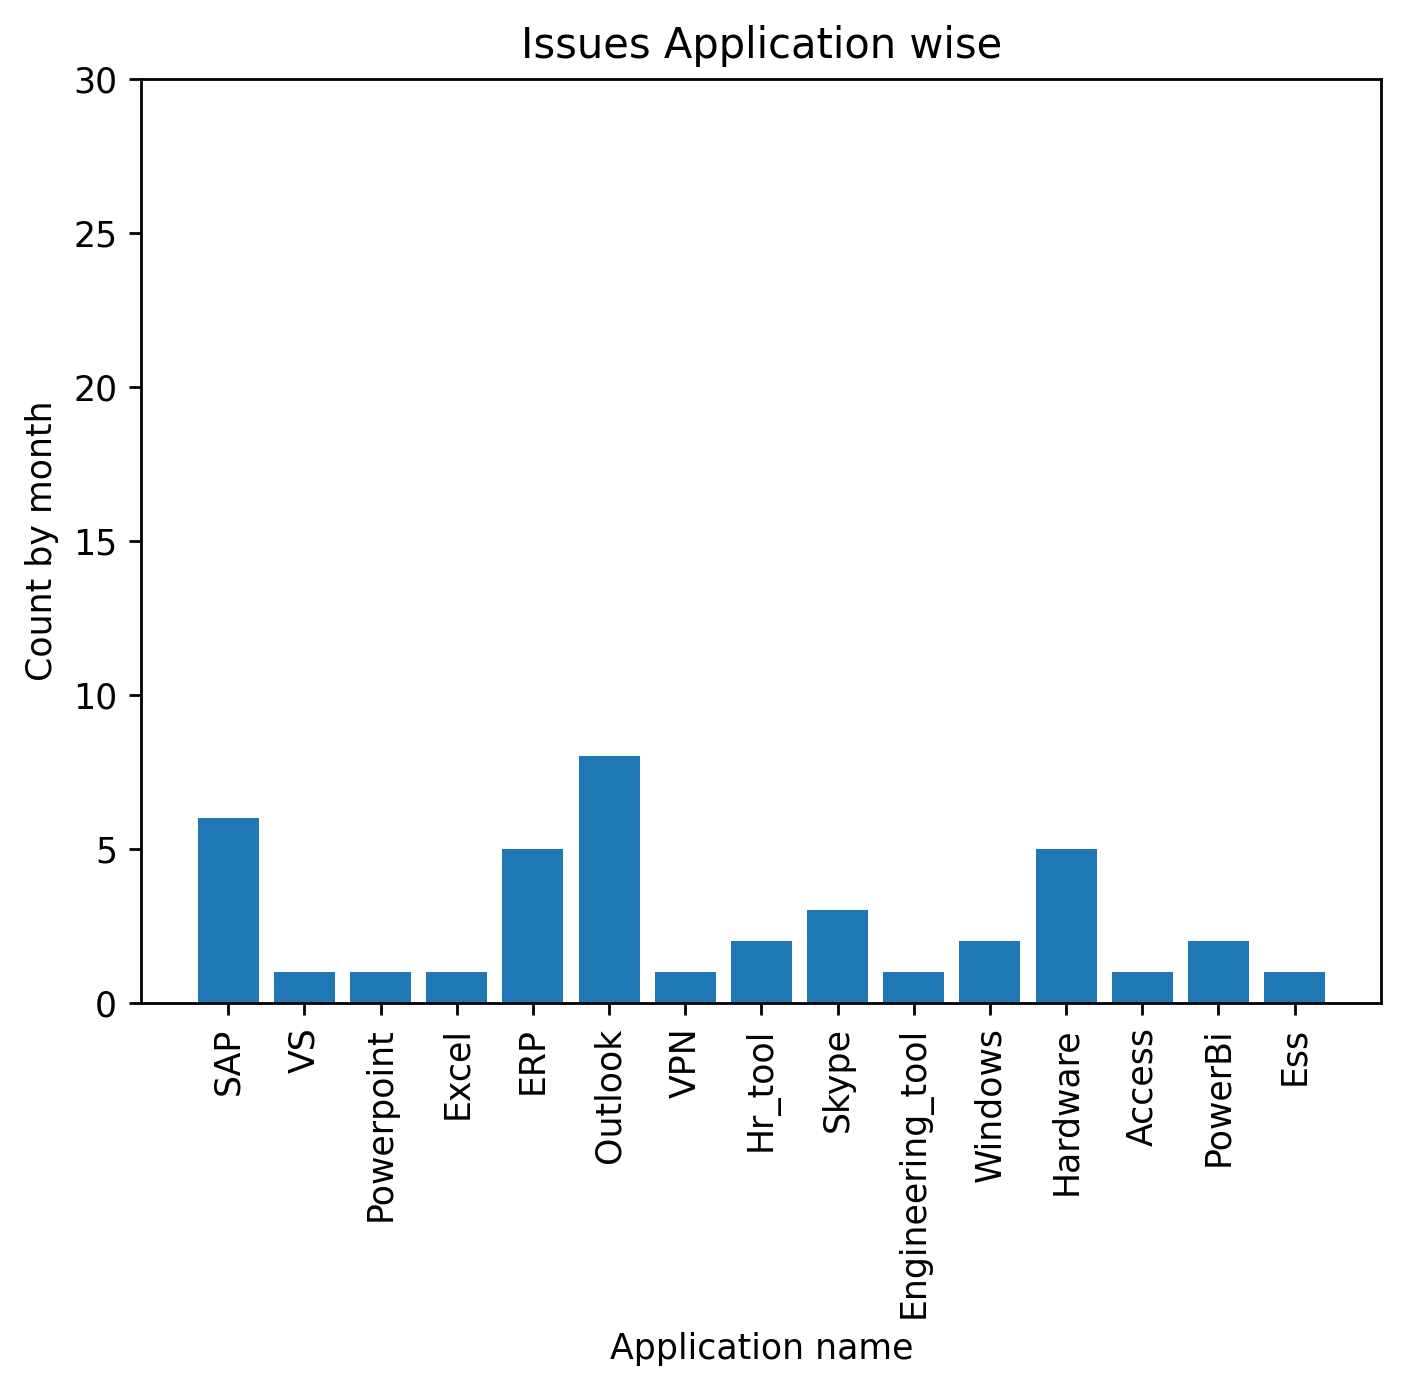 Issues Application wise
30
25
20
15
10
5
0
Count by month
SAP
VS
Powerpoint
Excel
ERP
Outlook
VPN
Hr_tool
Skype
Engineering_tool
Windows
Hardware
Access
PowerBi
Ess
Application name